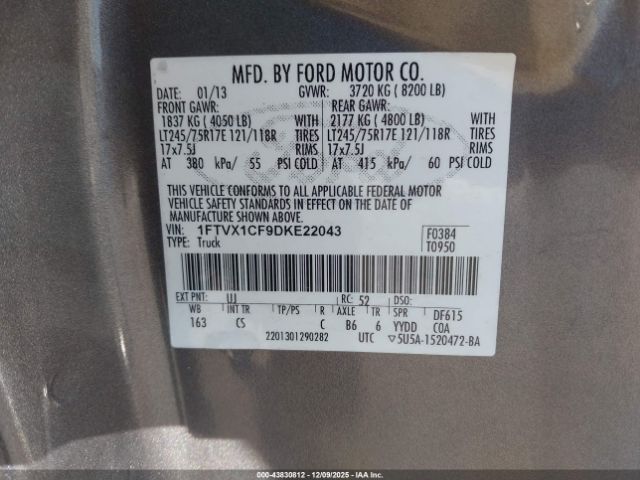 MFD. BY FORD MOTOR CO.
DATE: 01/13 GVWR: 3720 KG ( 8200 LB)
FRONT GAWR: REAR GAWR:
1837 KG ( 4050 LB) WITH 2177 KG ( 4800 LB) WITH
LT245/75R17E 121/118R TIRES LT245/75R17E 121/118R TIRES
17x7.5J RIMS 17x7.5J RIMS
AT 380 kPa/ 55 PSI COLD AT 415 kPa/ 60 PSI COLD
THIS VEHICLE CONFORMS TO ALL APPLICABLE FEDERAL MOTOR
VEHICLE SAFETY STANDARDS IN EFFECT ON THE DATE OF
MANUFACTURE SHOWN ABOVE.
VIN: 1FTVX1CF9DKE22043 F0384
TYPE: Truck T0950
EXT PNT: UJ RC: 52 DSO:
WB INT TR TP/PS R AXLE TR SPR DF615
163 CS C B6 6 YYDD COA
2201301290282 UTC ▽5U5A-1520472-BA
© 00-43830812 - 12/09/2025 - IAA Inc.